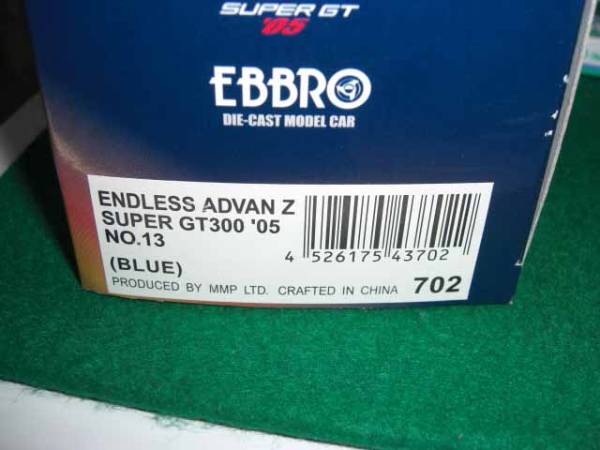 SUPER GT
'05
EBBRO
DIE-CAST MODEL CAR
ENDLESS ADVAN Z
SUPER GT300 '05
NO.13
(BLUE)
4 526175 43702
PRODUCED BY MMP LTD. CRAFTED IN CHINA 702